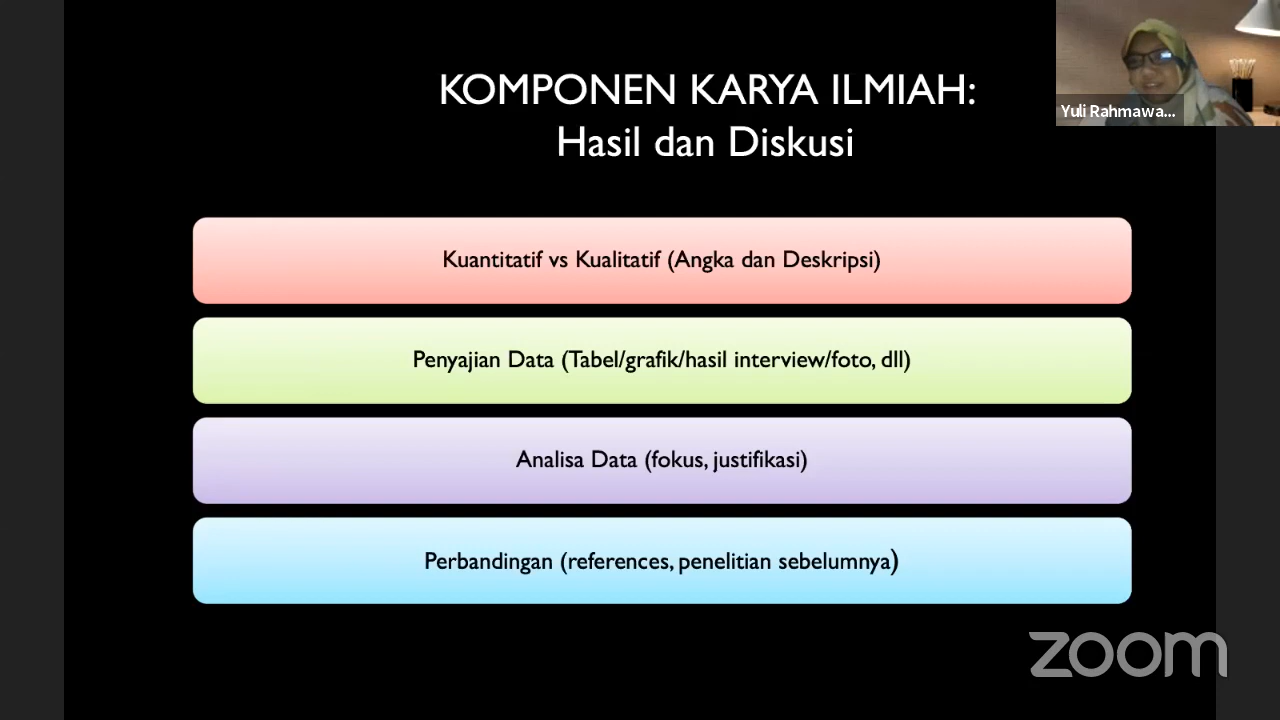 KOMPONEN KARYA ILMIAH:
Hasil dan Diskusi
Yuli Rahmawa...
Kuantitatif vs Kualitatif (Angka dan Deskripsi)
Penyajian Data (Tabel/grafik/hasil interview/foto, dll)
Analisa Data (fokus, justifikasi)
Perbandingan (references, penelitian sebelumnya)
zoom